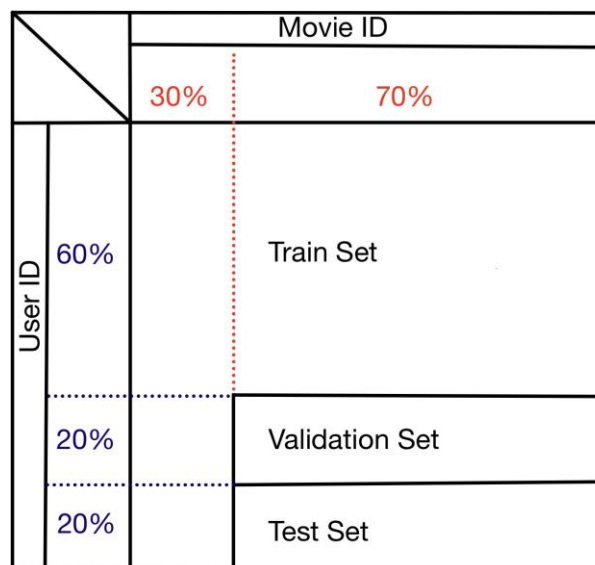 Movie ID
30% 70%
User ID
60% Train Set
20% Validation Set
20% Test Set